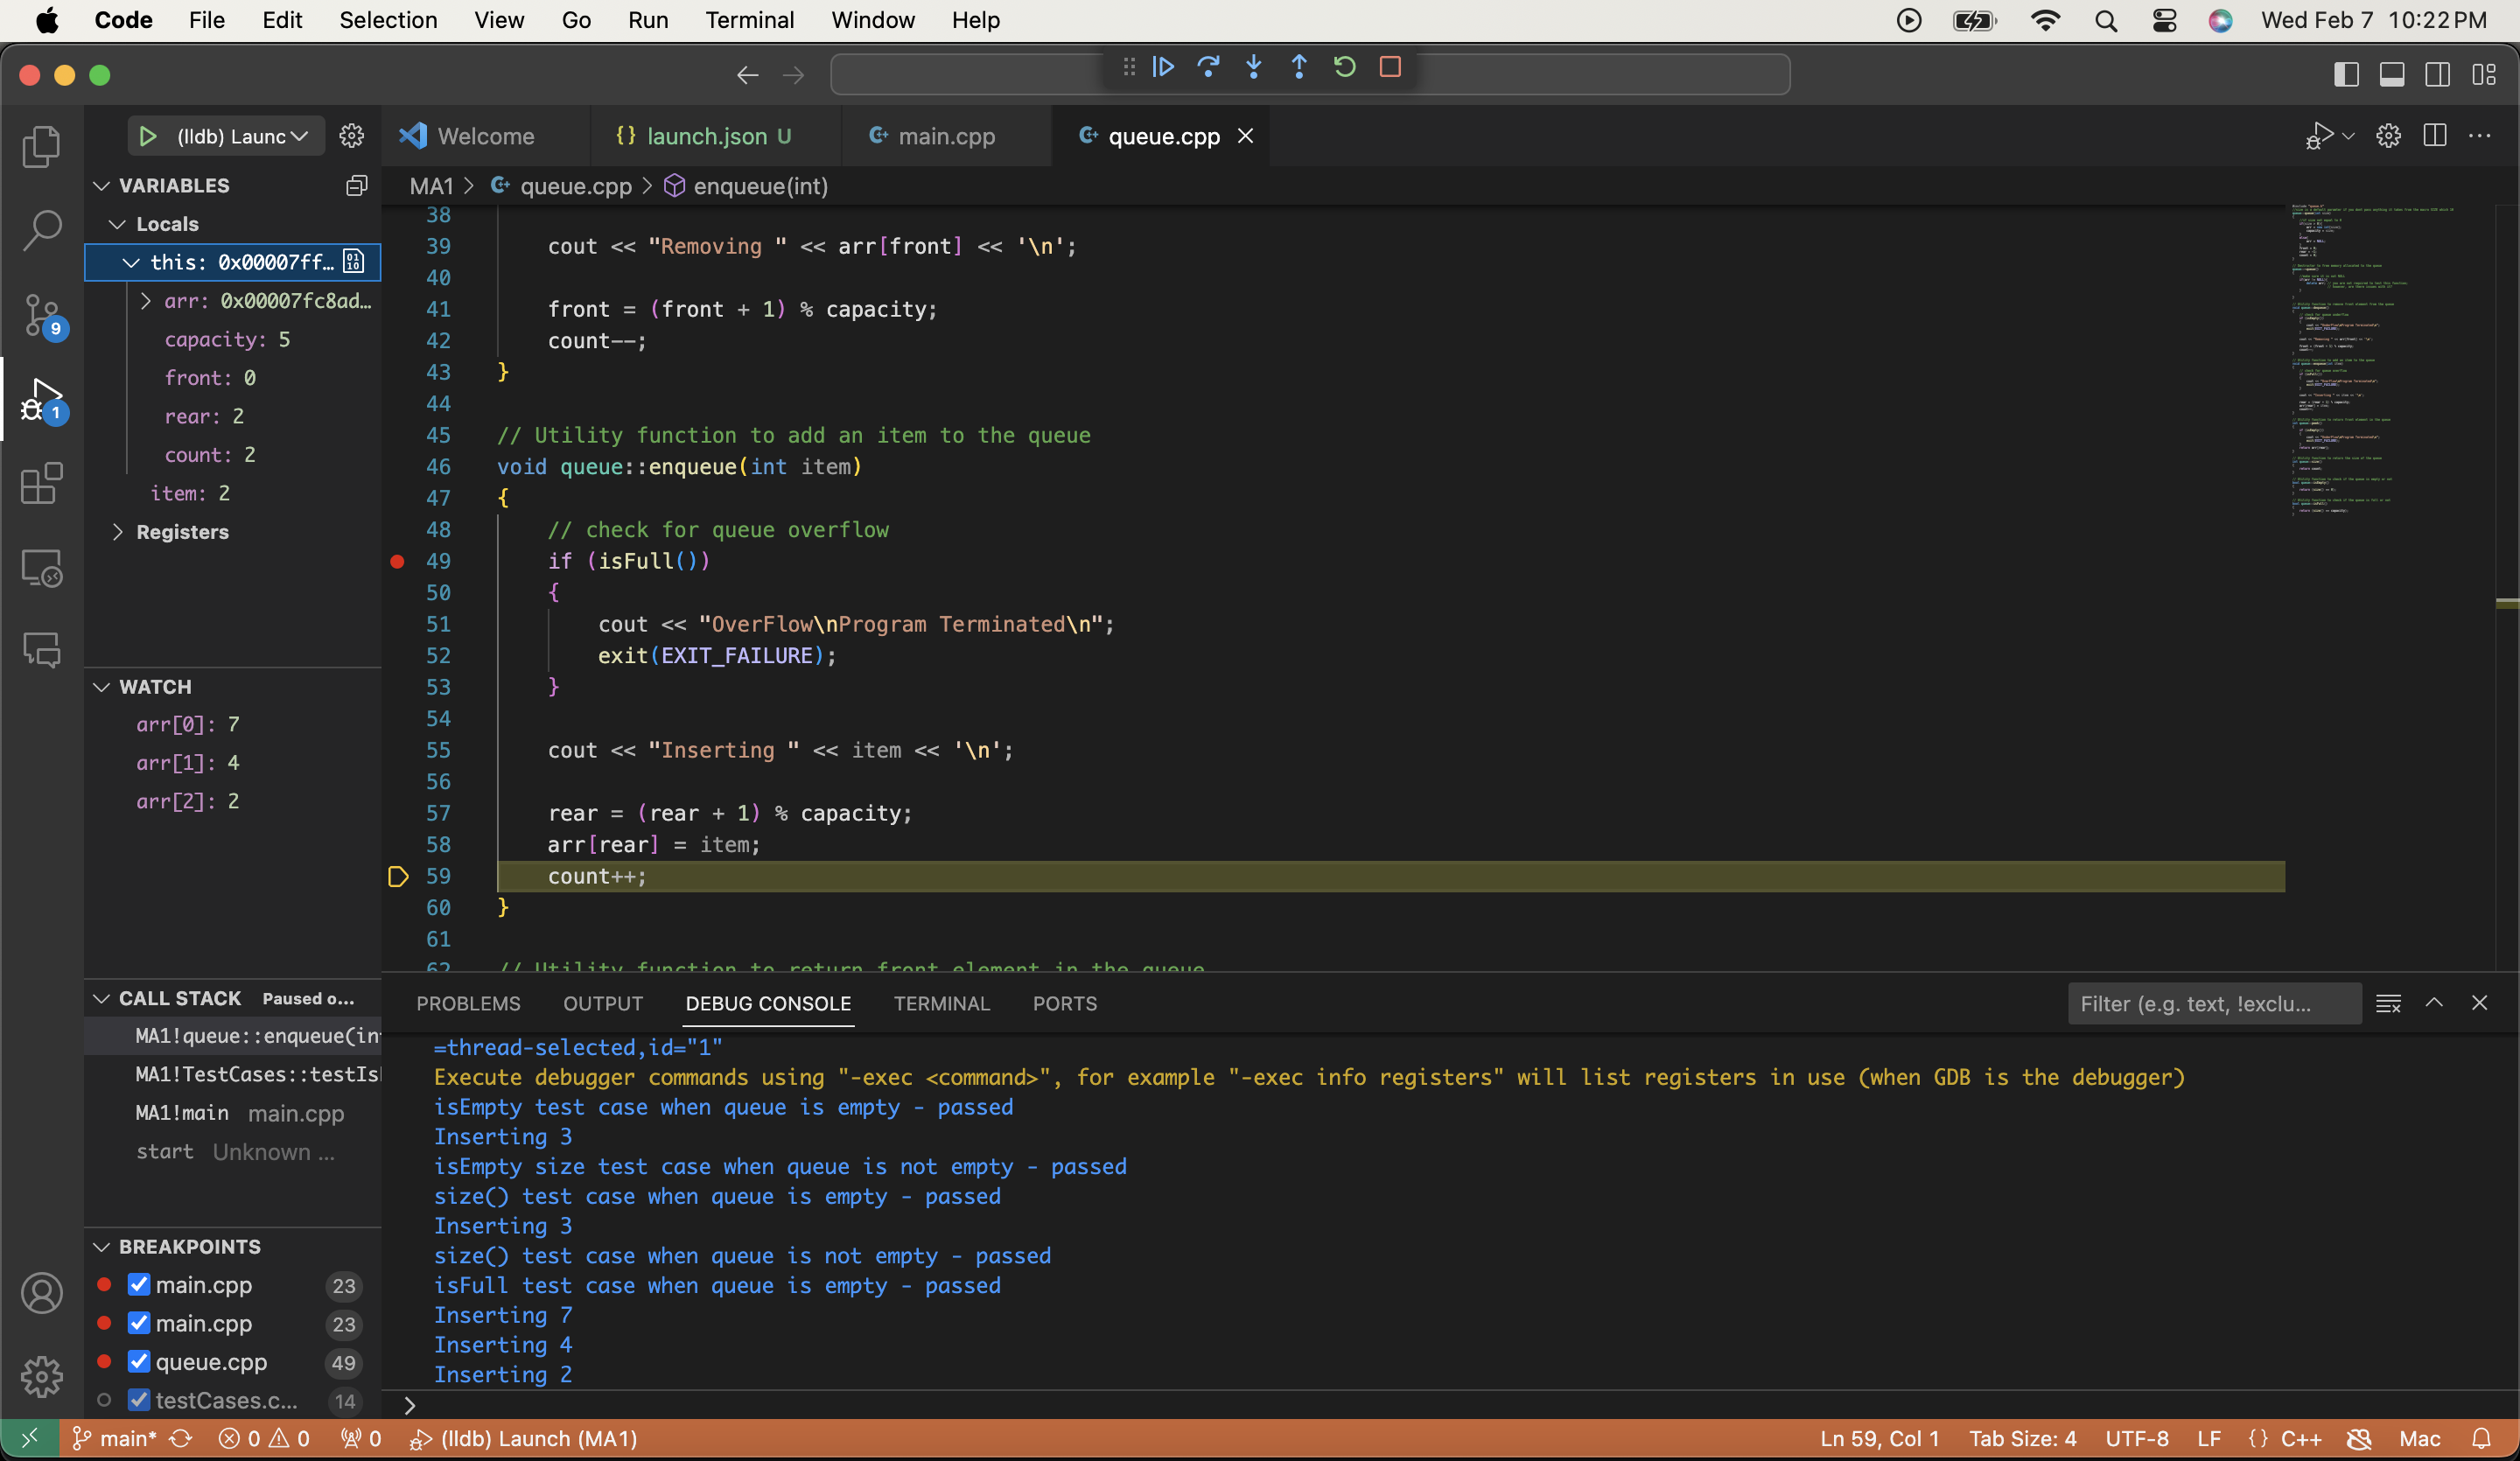 Code File Edit Selection View Go Run Terminal Window Help Wed Feb 7 10:22 PM
(lldb) Launc
Welcome
{} launch.json U
main.cpp
queue.cpp
MA1 > queue.cpp > enqueue(int)
VARIABLES
Locals
this: 0x00007ff...
arr: 0x00007fc8ad...
capacity: 5
front: 0
rear: 2
count: 2
item: 2
Registers
9
1
WATCH
arr[0]: 7
arr[1]: 4
arr[2]: 2
CALL STACK Paused o...
MA1!queue::enqueue(in
MA1!TestCases::testIs
MA1!main main.cpp
start Unknown ...
BREAKPOINTS
main.cpp 23
main.cpp 23
queue.cpp 49
testCases.c... 14
38
39 cout << "Removing " << arr[front] << '\n';
40
41 front = (front + 1) % capacity;
42 count--;
43 }
44
45 // Utility function to add an item to the queue
46 void queue::enqueue(int item)
47 {
48 // check for queue overflow
49 if (isFull())
50 {
51 cout << "OverFlow\nProgram Terminated\n";
52 exit(EXIT_FAILURE);
53 }
54
55 cout << "Inserting " << item << '\n';
56
57 rear = (rear + 1) % capacity;
58 arr[rear] = item;
59 count++;
60 }
61
62 // Utility function to return front element in the queue
PROBLEMS OUTPUT DEBUG CONSOLE TERMINAL PORTS
Filter (e.g. text, !exclu...
=thread-selected,id="1"
Execute debugger commands using "-exec <command>", for example "-exec info registers" will list registers in use (when GDB is the debugger)
isEmpty test case when queue is empty - passed
Inserting 3
isEmpty size test case when queue is not empty - passed
size() test case when queue is empty - passed
Inserting 3
size() test case when queue is not empty - passed
isFull test case when queue is empty - passed
Inserting 7
Inserting 4
Inserting 2
>
main* 0 0 0 (lldb) Launch (MA1) Ln 59, Col 1 Tab Size: 4 UTF-8 LF {} C++ Mac